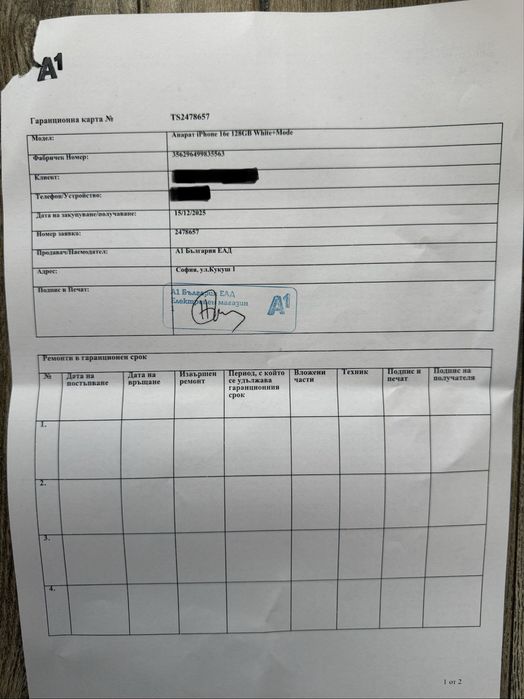 A1
Гаранционна карта № TS2478657
Модел: Апарат iPhone 16e 128GB White+Mode
Фабричен Номер: 356296499835563
Клиент:
Телефон/Устройство:
Дата на закупуване/получаване: 15/12/2025
Номер заявка: 2478657
Продавач/Наемодател: А1 България ЕАД
Адрес: София, ул.Кукуш 1
Подпис и Печат:
А1 България ЕАД
Електронен магазин
1
A1
Ремонти в гаранционен срок
№ Дата на постъпване Дата на връщане Извършен ремонт Период, с който се удължава гаранционния срок Вложени части Техник Подпис и печат Подпис на получателя
1.
2.
3.
4.
1 от 2